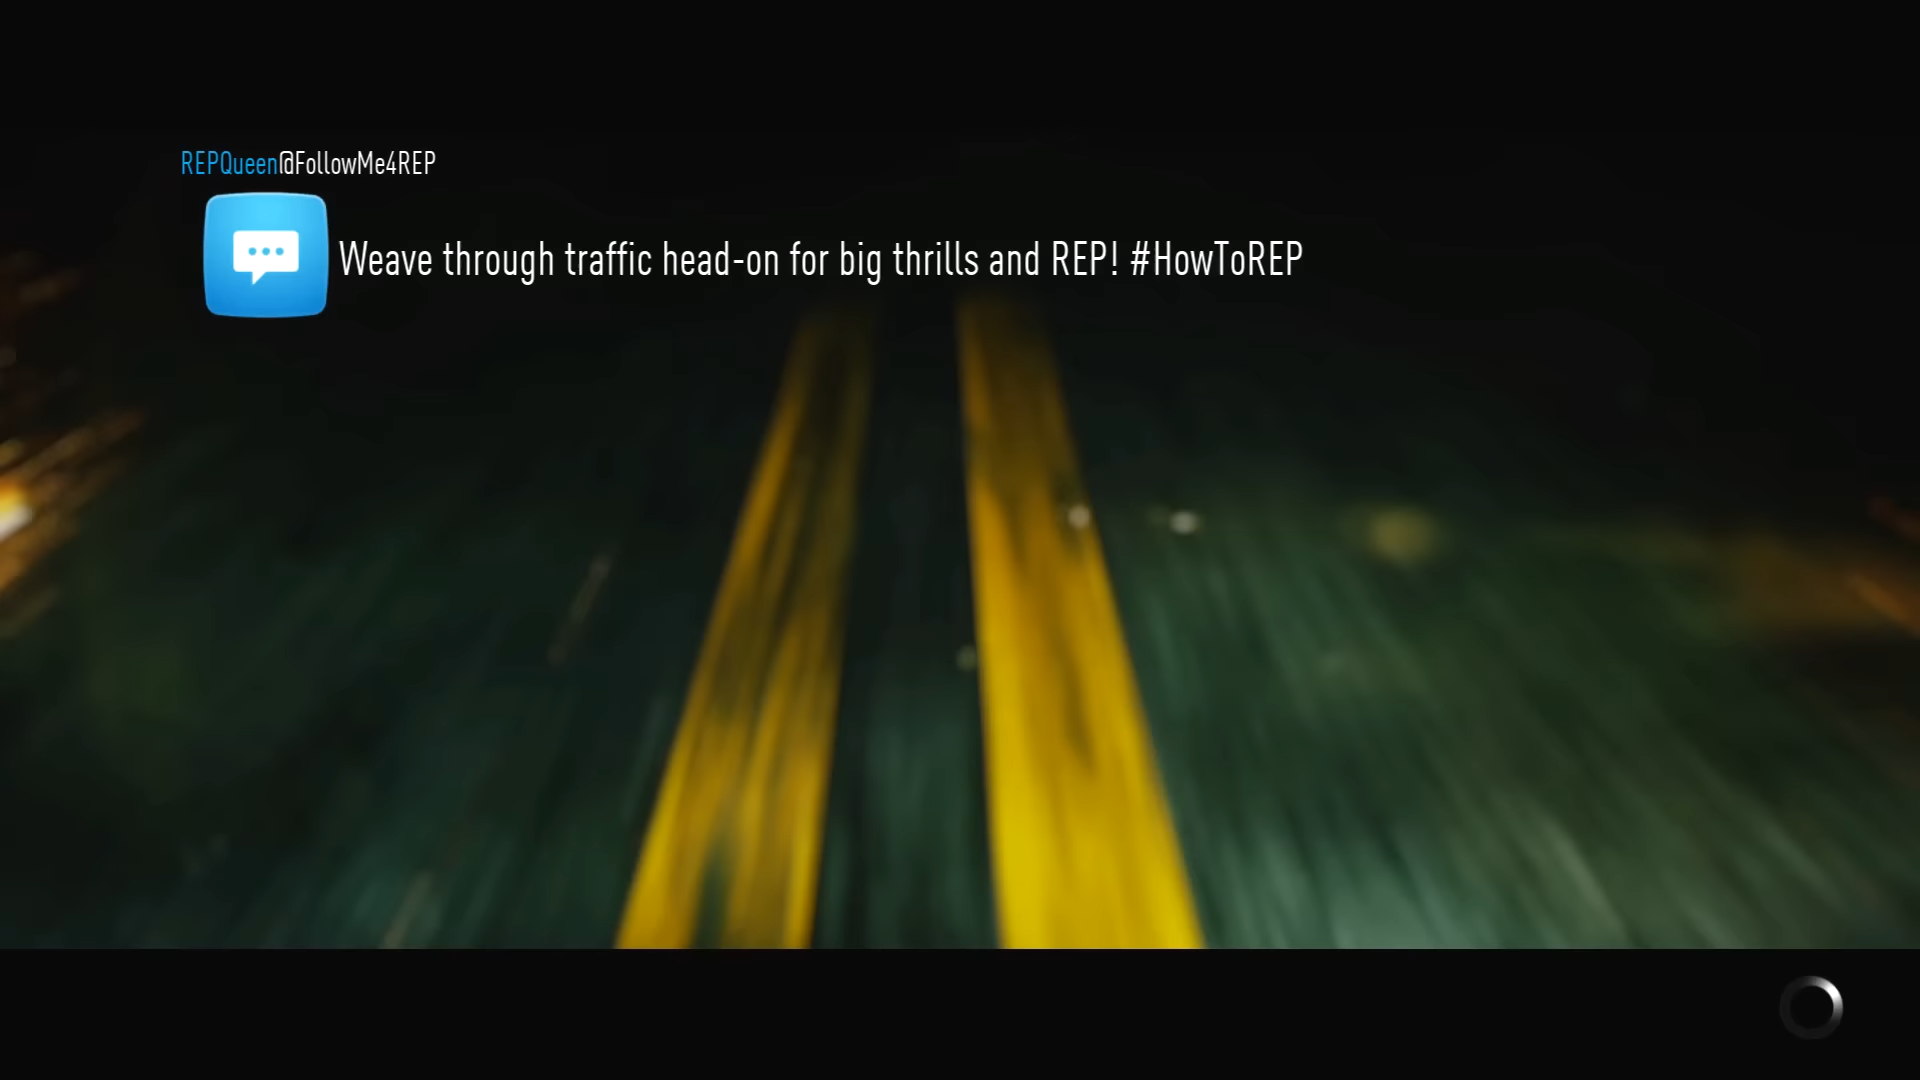 REPQueen@FollowMe4REP
Weave through traffic head-on for big thrills and REP! #HowToREP